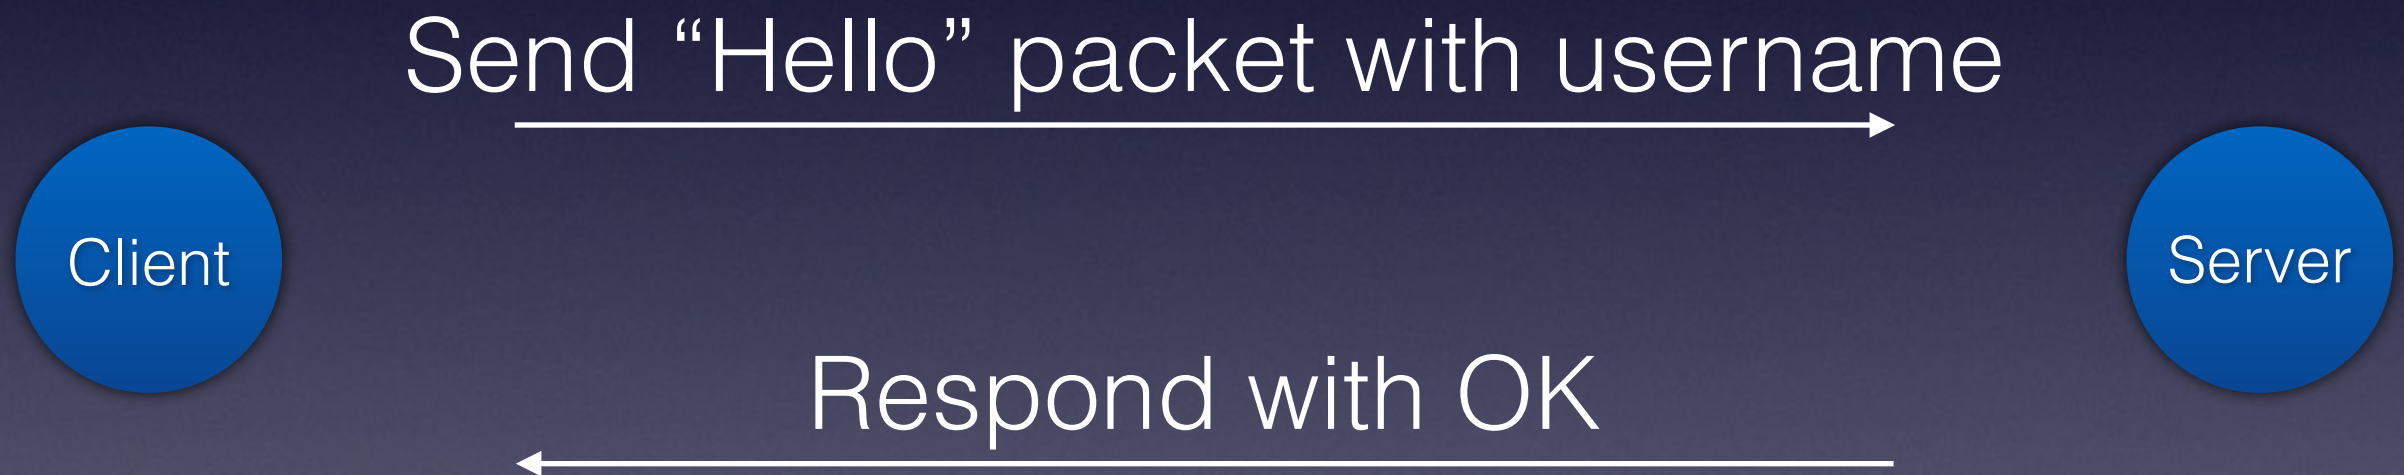 Send “Hello” packet with username
Client
Server
Respond with OK